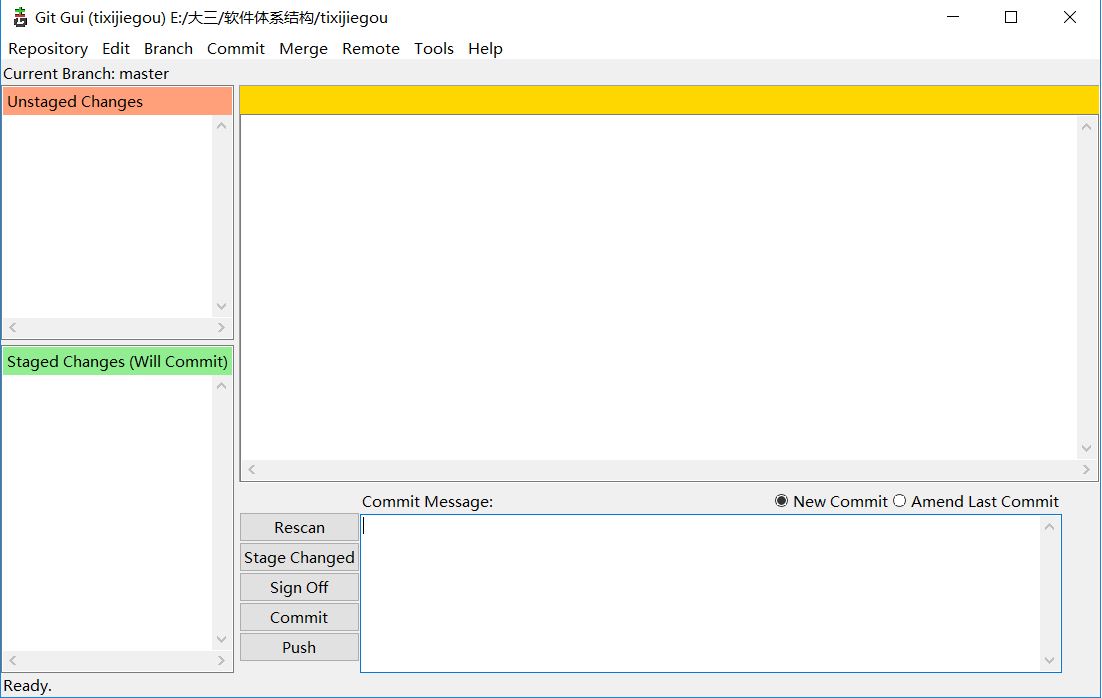 Git Gui (tixijiegou) E:/大三/软件体系结构/tixijiegou
Repository Edit Branch Commit Merge Remote Tools Help
Current Branch: master
Unstaged Changes
Staged Changes (Will Commit)
Commit Message:
New Commit Amend Last Commit
Rescan
Stage Changed
Sign Off
Commit
Push
Ready.